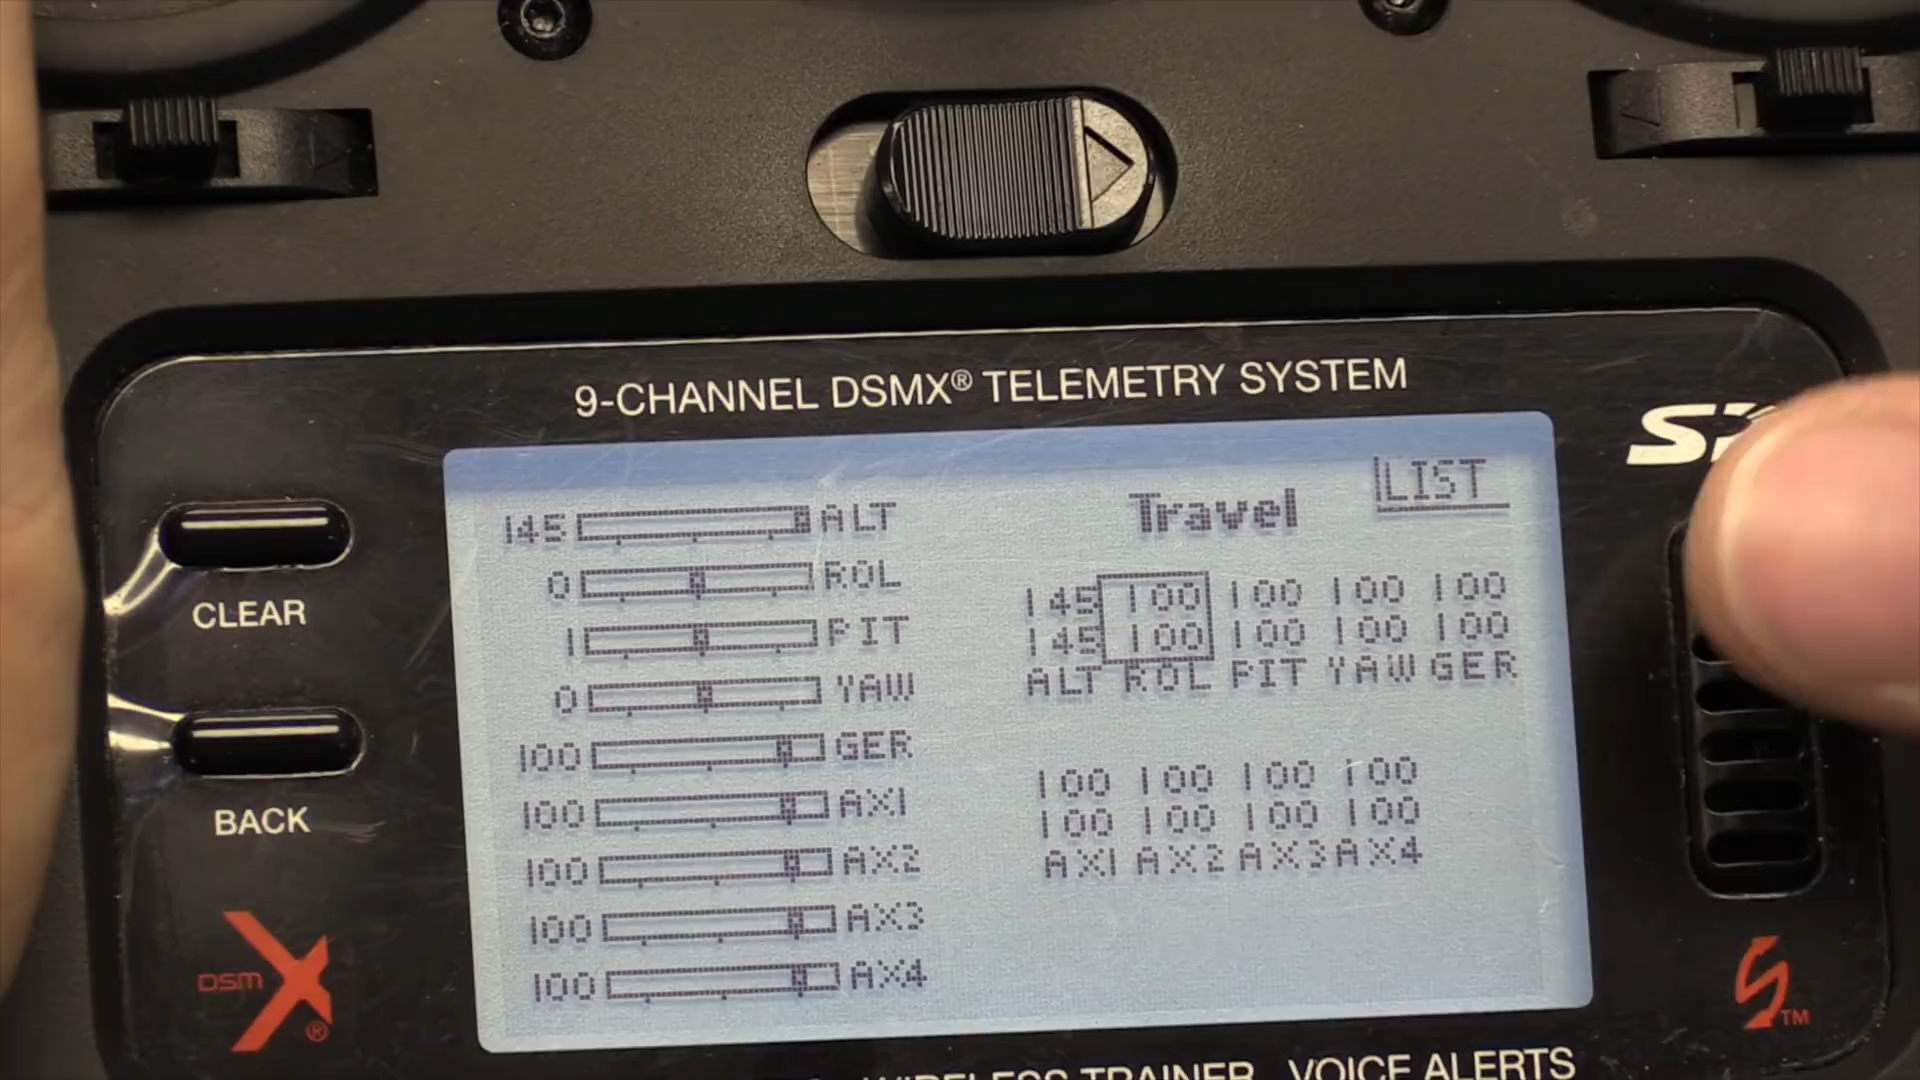 9-CHANNEL DSMX® TELEMETRY SYSTEM
CLEAR
BACK
DSM X®
145 ALT
0 ROL
1 PIT
0 YAW
100 GER
100 AX1
100 AX2
100 AX3
100 AX4
LIST
Travel
145 100 100 100 100
145 100 100 100 100
ALT ROL PIT YAW GER
100 100 100 100
100 100 100 100
AX1 AX2 AX3 AX4
TM
WIRELESS TRAINER VOICE ALERTS